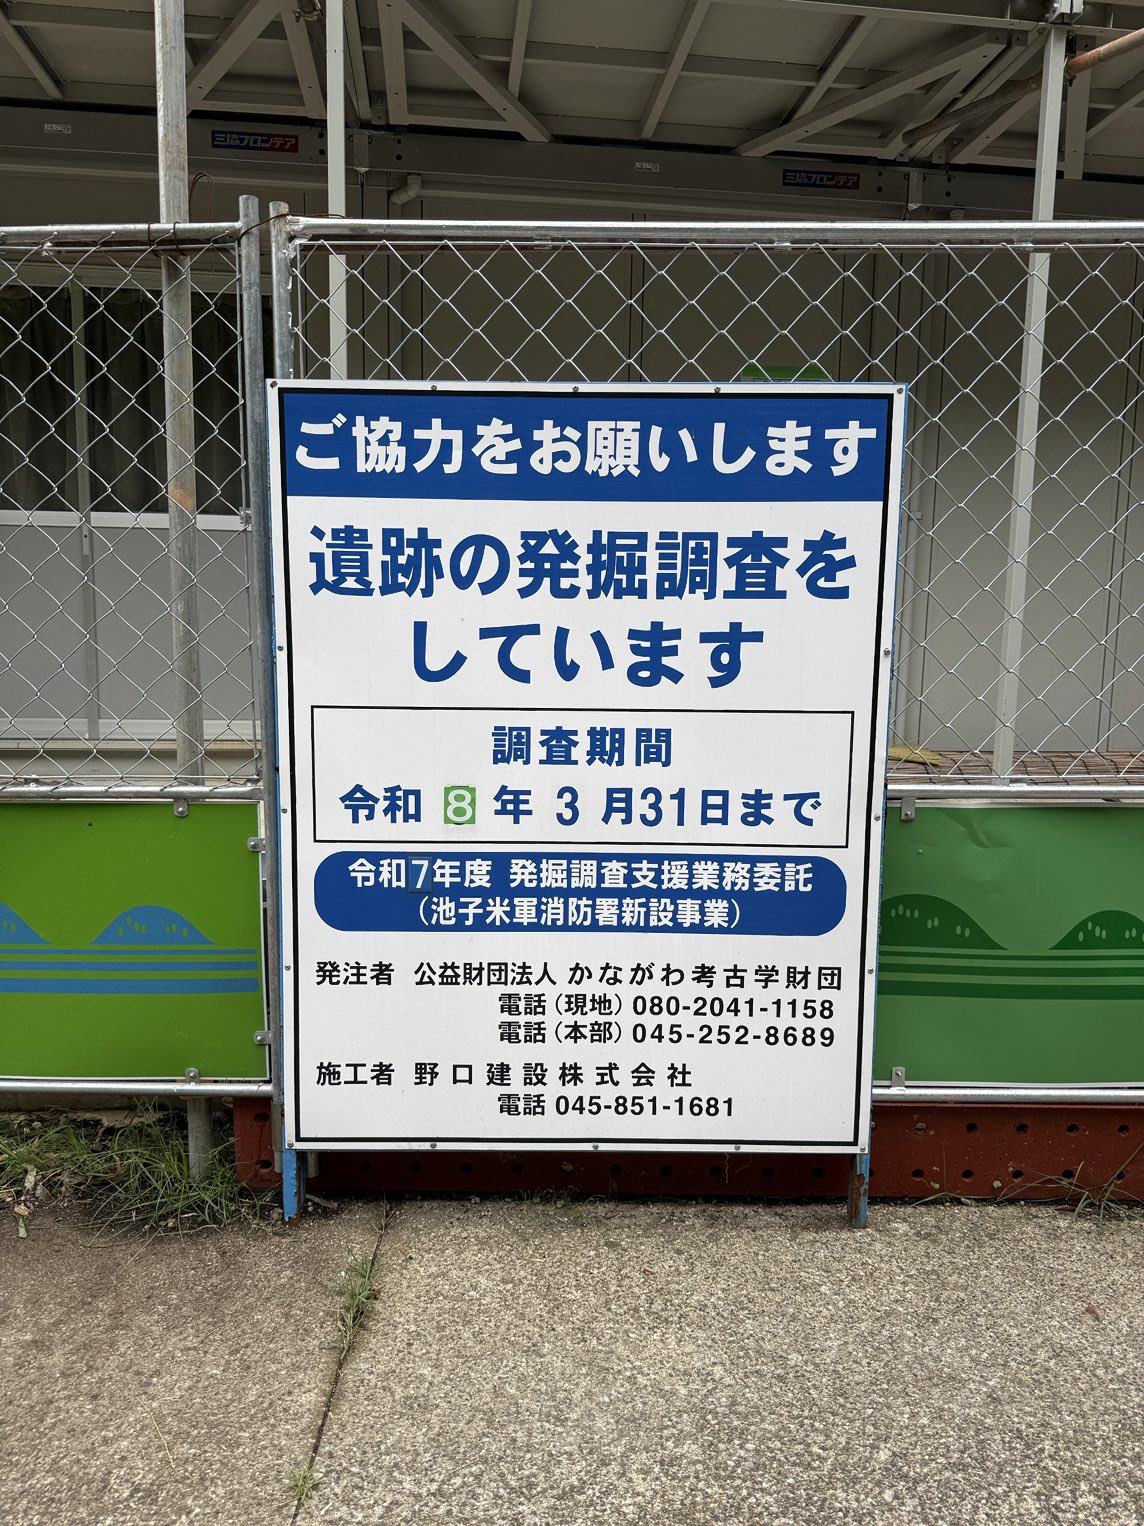 三協フロンテア
三協フロンテア
ご協力をお願いします
遺跡の発掘調査を
しています
調査期間
令和 8 年 3 月31日まで
令和7年度 発掘調査支援業務委託
（池子米軍消防署新設事業）
発注者 公益財団法人 かながわ考古学財団
電話（現地）080-2041-1158
電話（本部）045-252-8689
施工者 野口建設株式会社
電話 045-851-1681